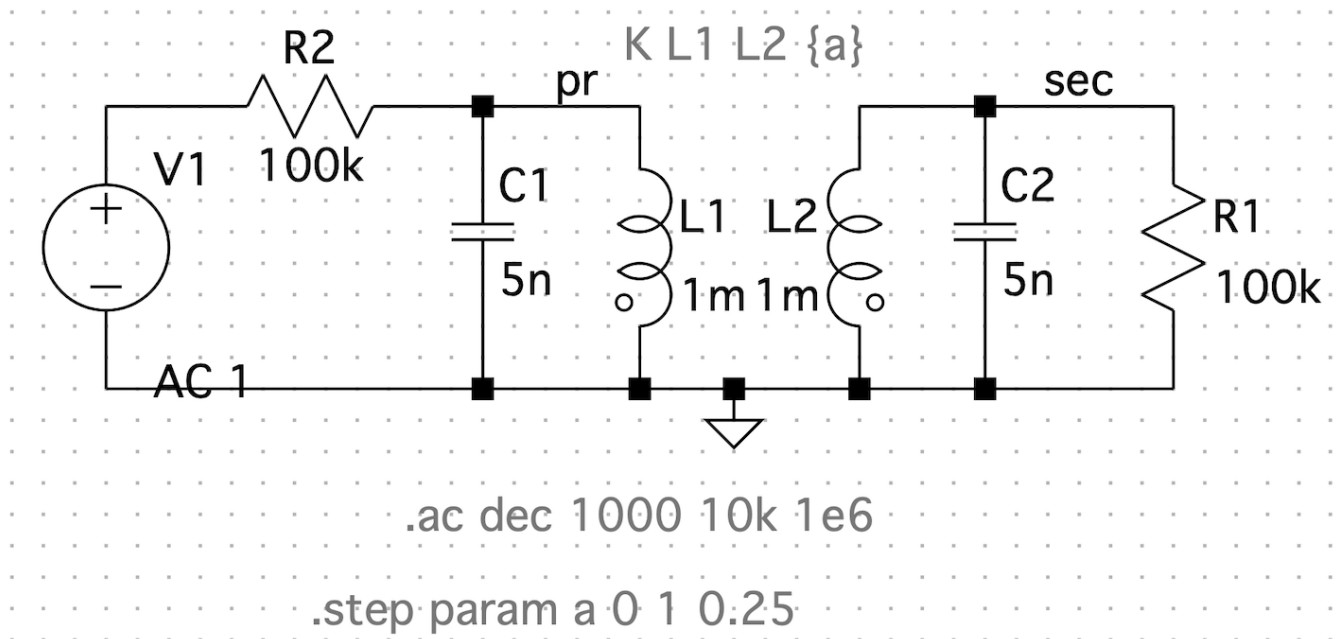 R2
K L1 L2 {a}
pr
sec
V1
100k
C1
C2
L1
L2
R1
5n
1m
1m
5n
100k
AC 1
.ac dec 1000 10k 1e6
.step param a 0 1 0.25